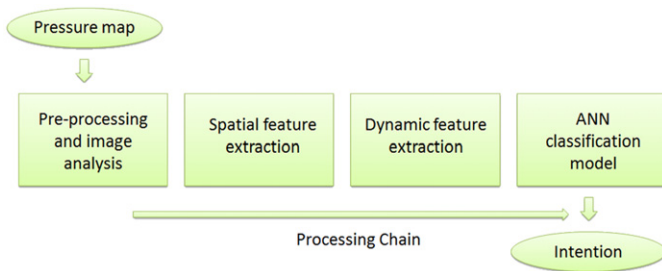 Pressure map
Pre-processing
and image
analysis
Spatial feature
extraction
Dynamic feature
extraction
ANN
classification
model
Processing Chain
Intention